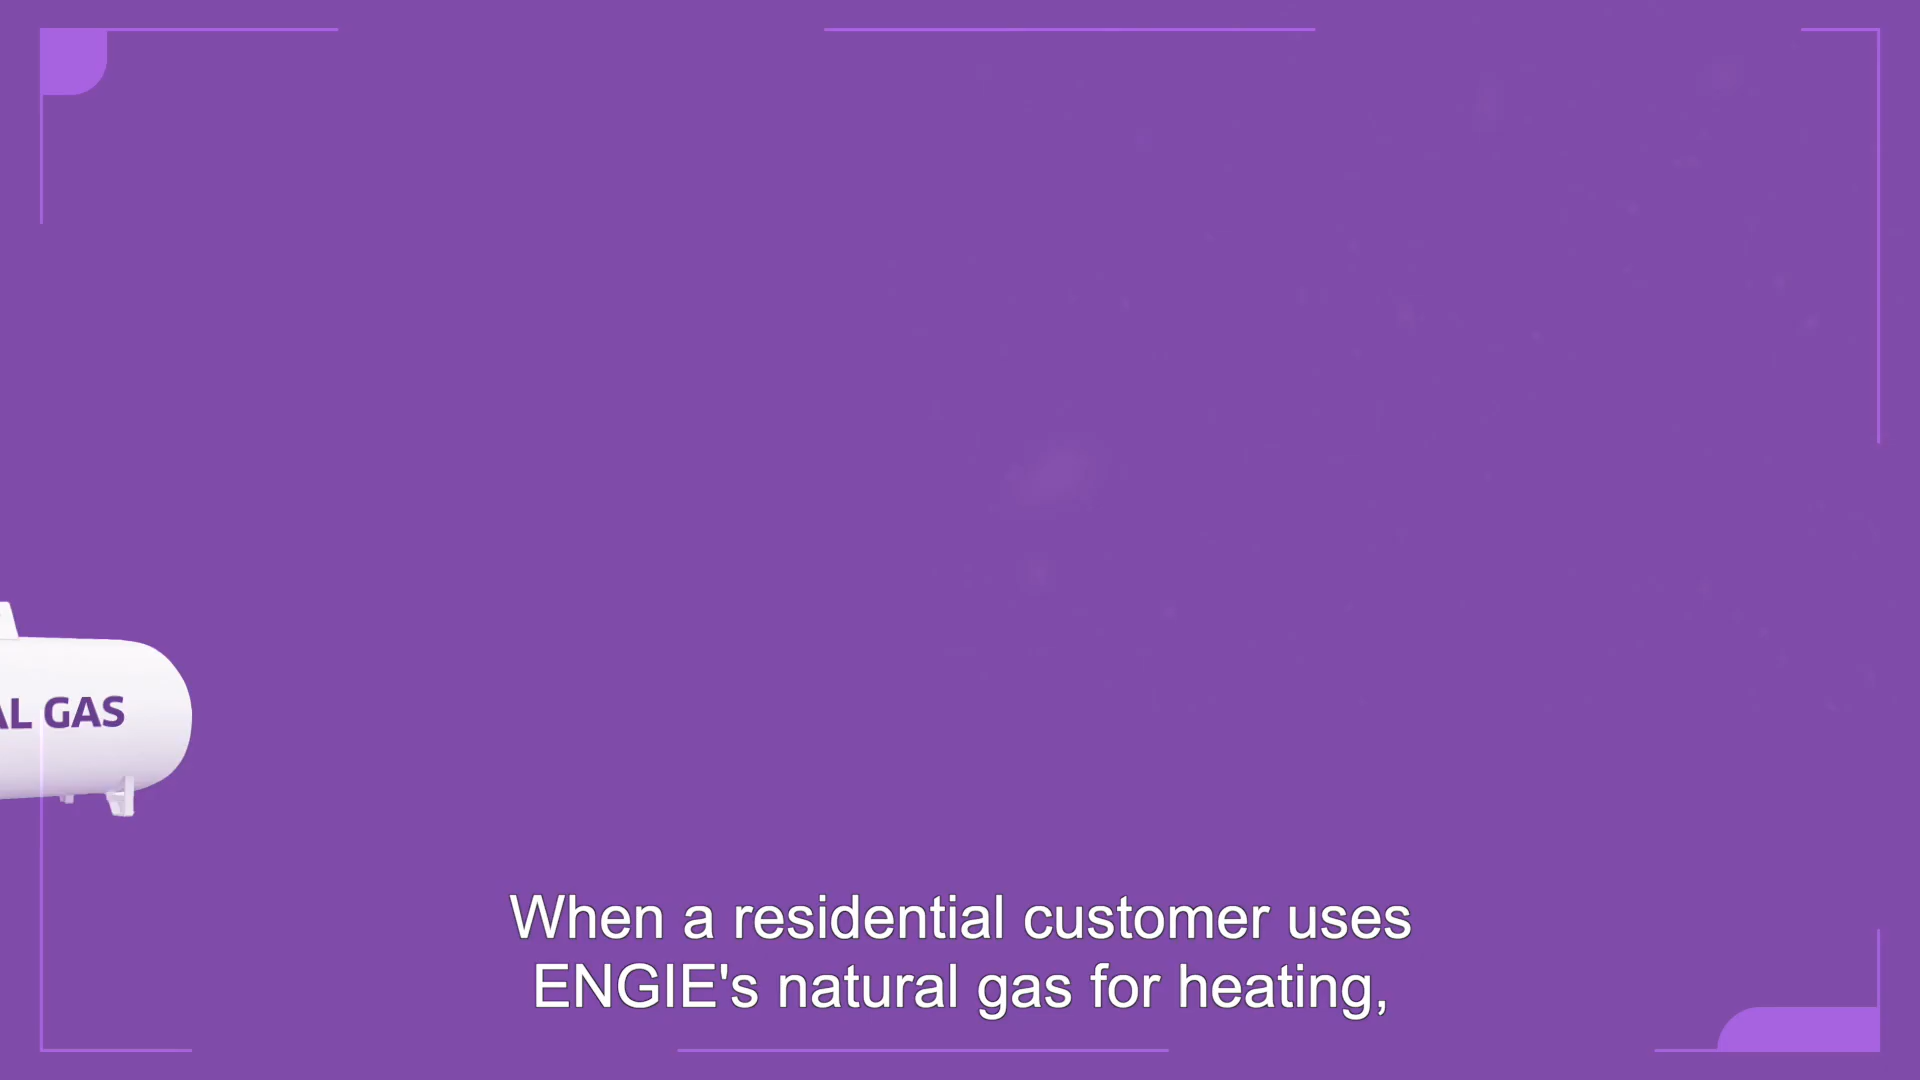 AL GAS
When a residential customer uses
ENGIE's natural gas for heating,